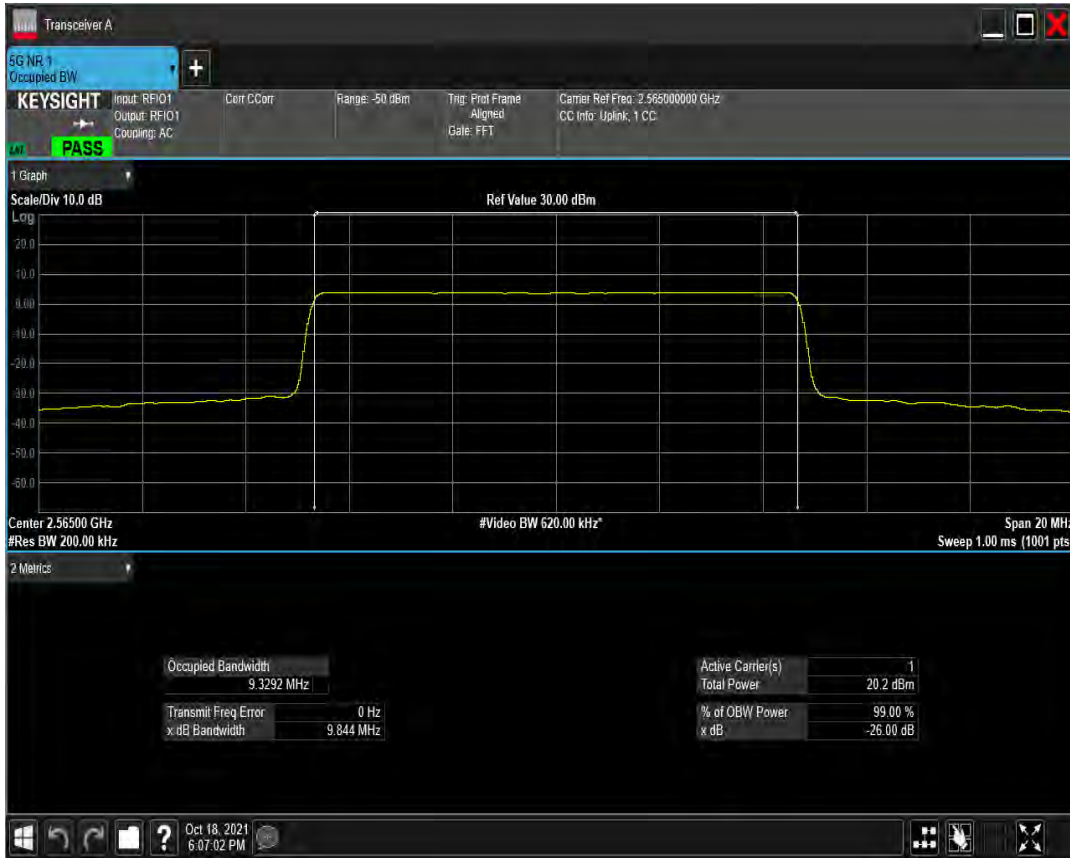 Transceiver A
5G NR 1
Occupied BW
KEYSIGHT
PASS
Input: RFIO1
Output: RFIO1
Coupling: AC
Corr CCorr
Range: -50 dBm
Trig: Prot Frame
Aligned
Gate: FFT
Carrier Ref Freq: 2.565000000 GHz
CC Info: Uplink, 1 CC
1 Graph
Scale/Div 10.0 dB
Ref Value 30.00 dBm
Log
20.0
10.0
0.00
-10.0
-20.0
-30.0
-40.0
-50.0
-60.0
Center 2.56500 GHz
#Video BW 620.00 kHz*
Span 20 MHz
#Res BW 200.00 kHz
Sweep 1.00 ms (1001 pts
2 Metrics
Occupied Bandwidth
9.3292 MHz
Transmit Freq Error 0 Hz
x dB Bandwidth 9.844 MHz
Active Carrier(s) 1
Total Power 20.2 dBm
% of OBW Power 99.00 %
x dB -26.00 dB
Oct 18, 2021
6:07:02 PM